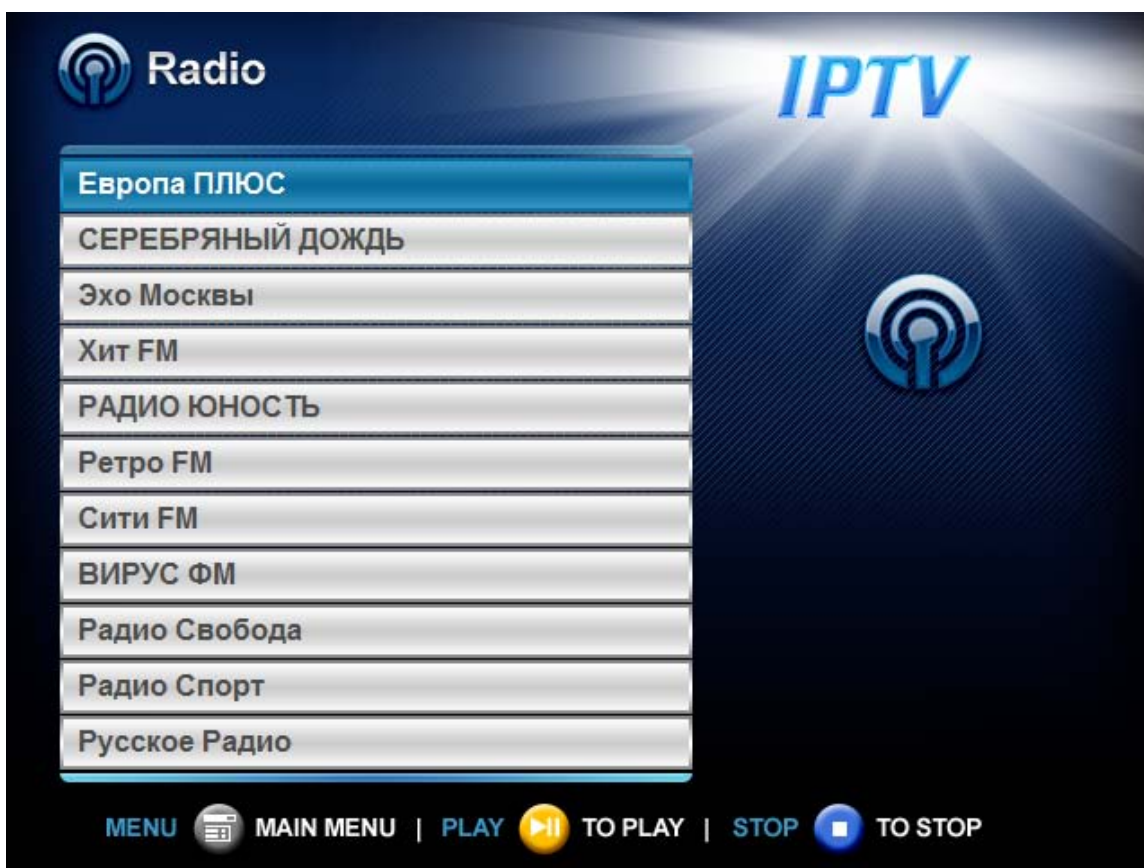 Radio
IPTV
Европа ПЛЮС
СЕРЕБРЯНЫЙ ДОЖДЬ
Эхо Москвы
Хит FM
РАДИО ЮНОСТЬ
Ретро FM
Сити FM
ВИРУС ФМ
Радио Свобода
Радио Спорт
Русское Радио
MENU MAIN MENU | PLAY TO PLAY | STOP TO STOP